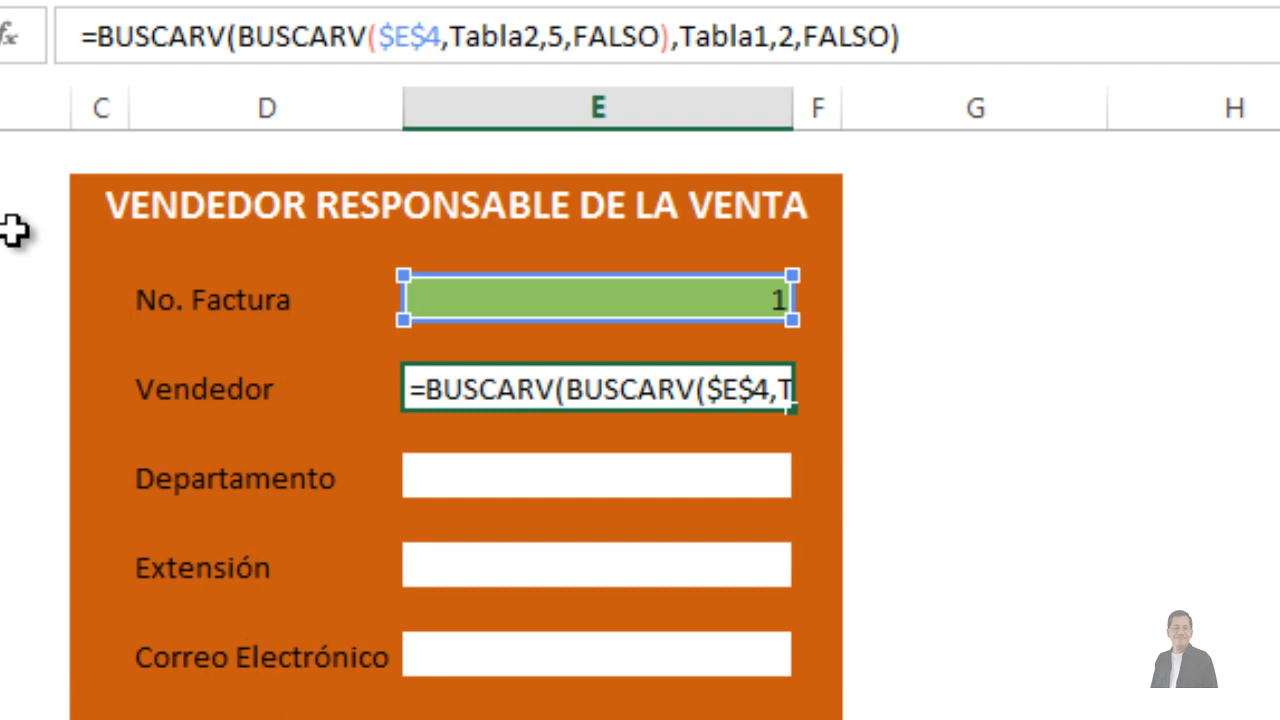 fx
=BUSCARV(BUSCARV($E$4,Tabla2,5,FALSO),Tabla1,2,FALSO)
C D E F G H
VENDEDOR RESPONSABLE DE LA VENTA
No. Factura 1
Vendedor =BUSCARV(BUSCARV($E$4,T
Departamento
Extensión
Correo Electrónico